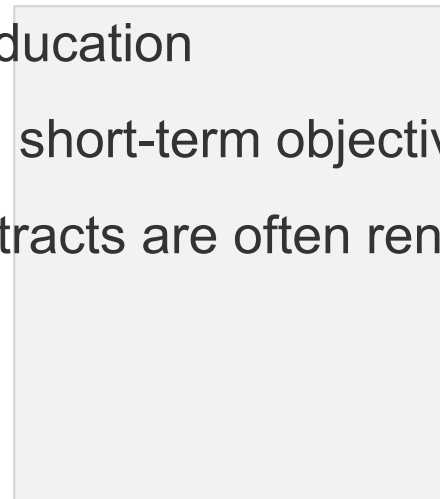 ducation
short-term objectiv
tracts are often ren